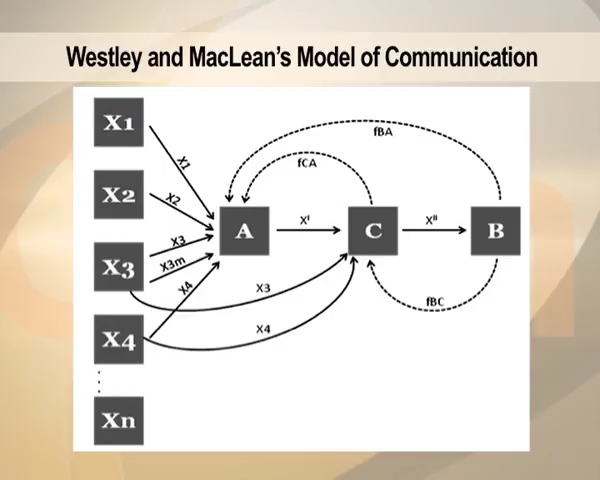 Westley and MacLean's Model of Communication
X1
X1
fBA
fCA
X2
X2
A
X'
C
X"
B
X3
X3
X3m
X4
X3
fBC
X4
X4
Xn